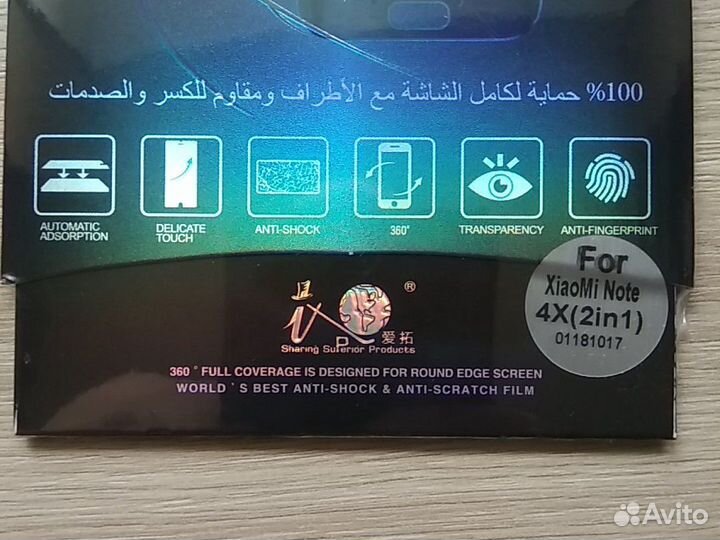 %100 حماية لكامل الشاشة مع الأطراف ومقاوم للكسر والصدمات
AUTOMATIC
ADSORPTION
DELICATE
TOUCH
ANTI-SHOCK
360°
TRANSPARENCY
ANTI-FINGERPRINT
For
XiaoMi Note
4X(2in1)
01181017
®
爱拓
Sharing Superior Products
360 ° FULL COVERAGE IS DESIGNED FOR ROUND EDGE SCREEN
WORLD ' S BEST ANTI-SHOCK & ANTI-SCRATCH FILM
Avito